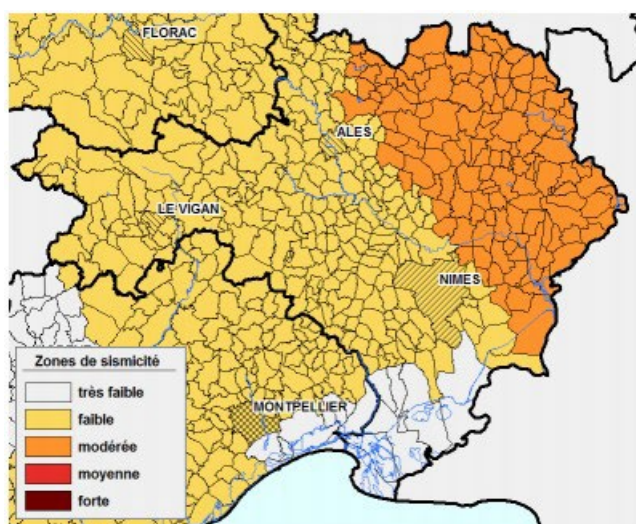 FLORAC
ALES
LE VIGAN
NIMES
MONTPELLIER
Zones de sismicité
très faible
faible
modérée
moyenne
forte